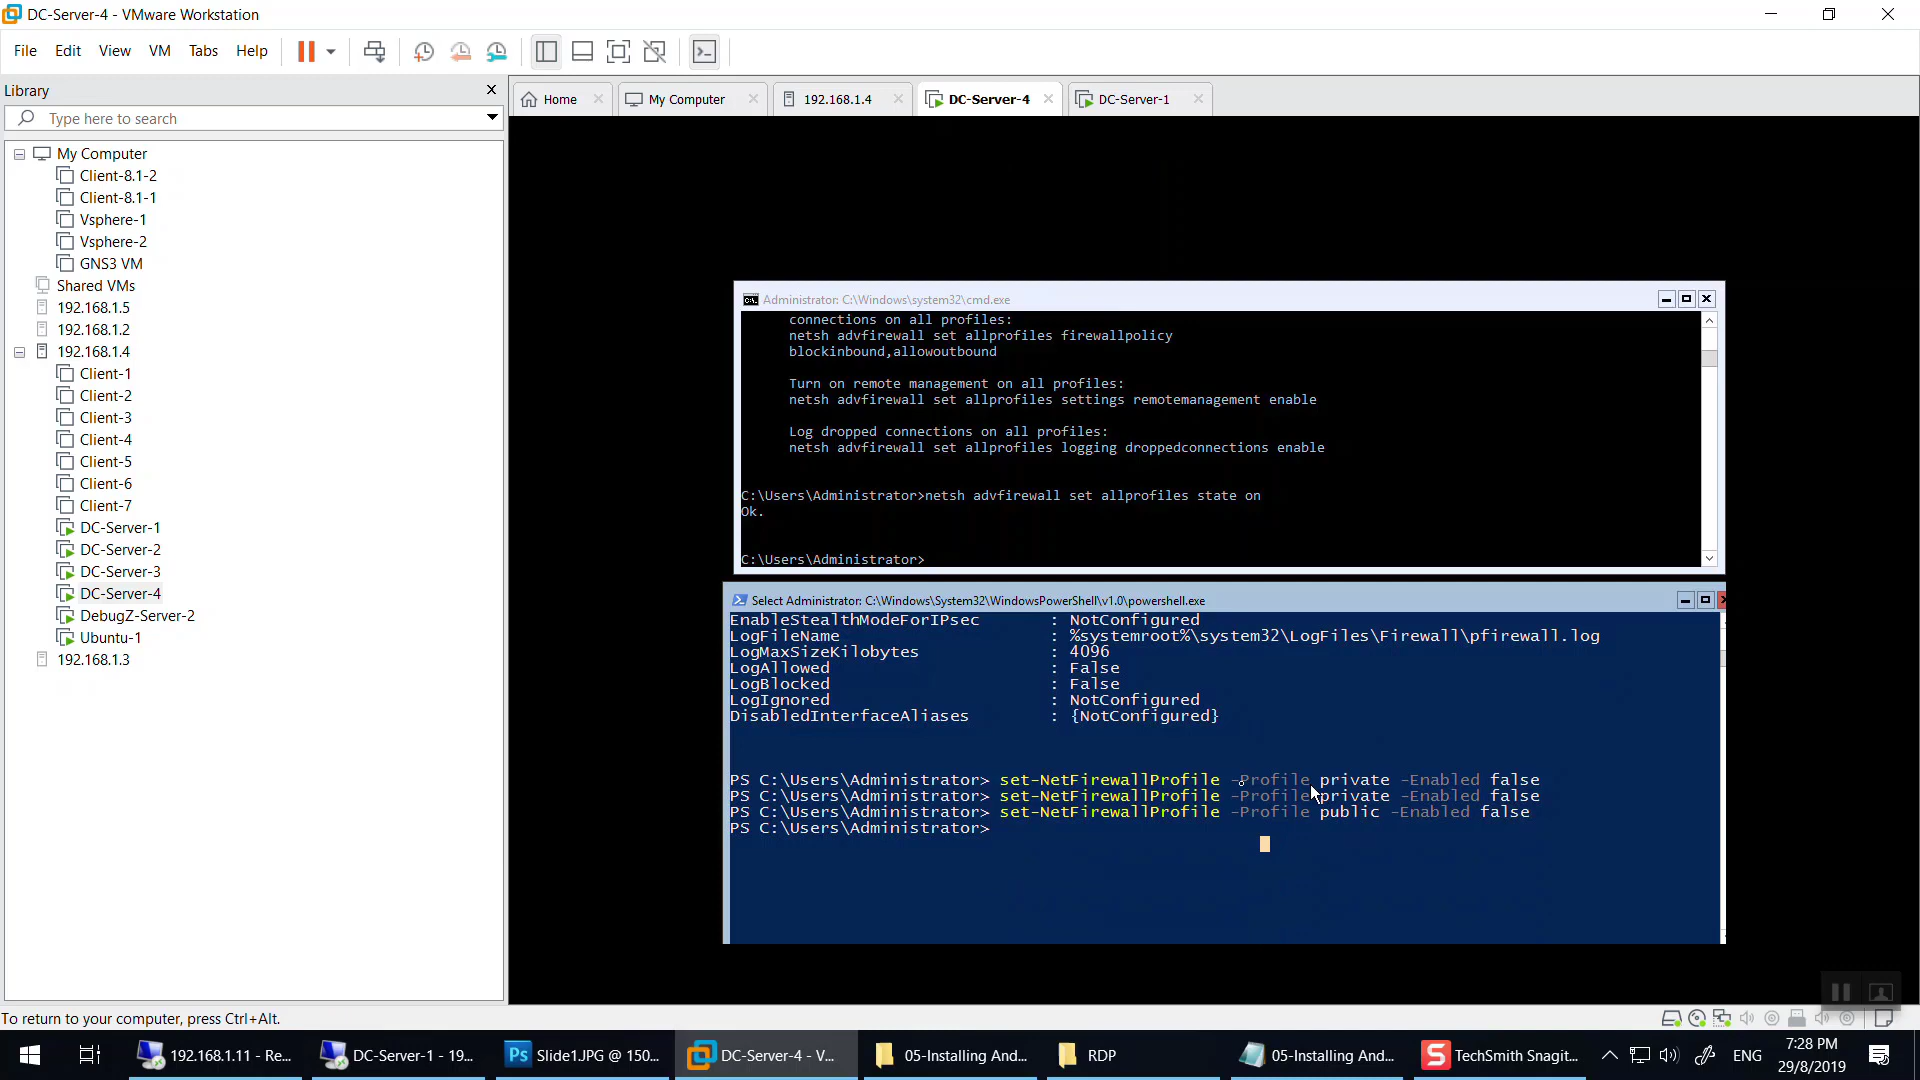 DC-Server-4 - VMware Workstation
File Edit View VM Tabs Help
Library
Type here to search
My Computer
Client-8.1-2
Client-8.1-1
Vsphere-1
Vsphere-2
GNS3 VM
Shared VMs
192.168.1.5
192.168.1.2
192.168.1.4
Client-1
Client-2
Client-3
Client-4
Client-5
Client-6
Client-7
DC-Server-1
DC-Server-2
DC-Server-3
DC-Server-4
DebugZ-Server-2
Ubuntu-1
192.168.1.3
Home My Computer 192.168.1.4 DC-Server-4 DC-Server-1
Administrator: C:\Windows\system32\cmd.exe
connections on all profiles:
netsh advfirewall set allprofiles firewallpolicy
blockinbound,allowoutbound
Turn on remote management on all profiles:
netsh advfirewall set allprofiles settings remotemanagement enable
Log dropped connections on all profiles:
netsh advfirewall set allprofiles logging droppedconnections enable
C:\Users\Administrator>netsh advfirewall set allprofiles state on
Ok.
C:\Users\Administrator>
Select Administrator: C:\Windows\System32\WindowsPowerShell\v1.0\powershell.exe
EnableStealthModeForIPsec : NotConfigured
LogFileName : %systemroot%\system32\LogFiles\Firewall\pfirewall.log
LogMaxSizeKilobytes : 4096
LogAllowed : False
LogBlocked : False
LogIgnored : NotConfigured
DisabledInterfaceAliases : {NotConfigured}
PS C:\Users\Administrator> set-NetFirewallProfile -Profile private -Enabled false
PS C:\Users\Administrator> set-NetFirewallProfile -Profile private -Enabled false
PS C:\Users\Administrator> set-NetFirewallProfile -Profile public -Enabled false
PS C:\Users\Administrator>
To return to your computer, press Ctrl+Alt.
192.168.1.11 - Re... DC-Server-1 - 19... Ps Slide1.JPG @ 150... DC-Server-4 - V... 05-Installing And... RDP 05-Installing And... S TechSmith Snagit... ENG 7:28 PM
29/8/2019